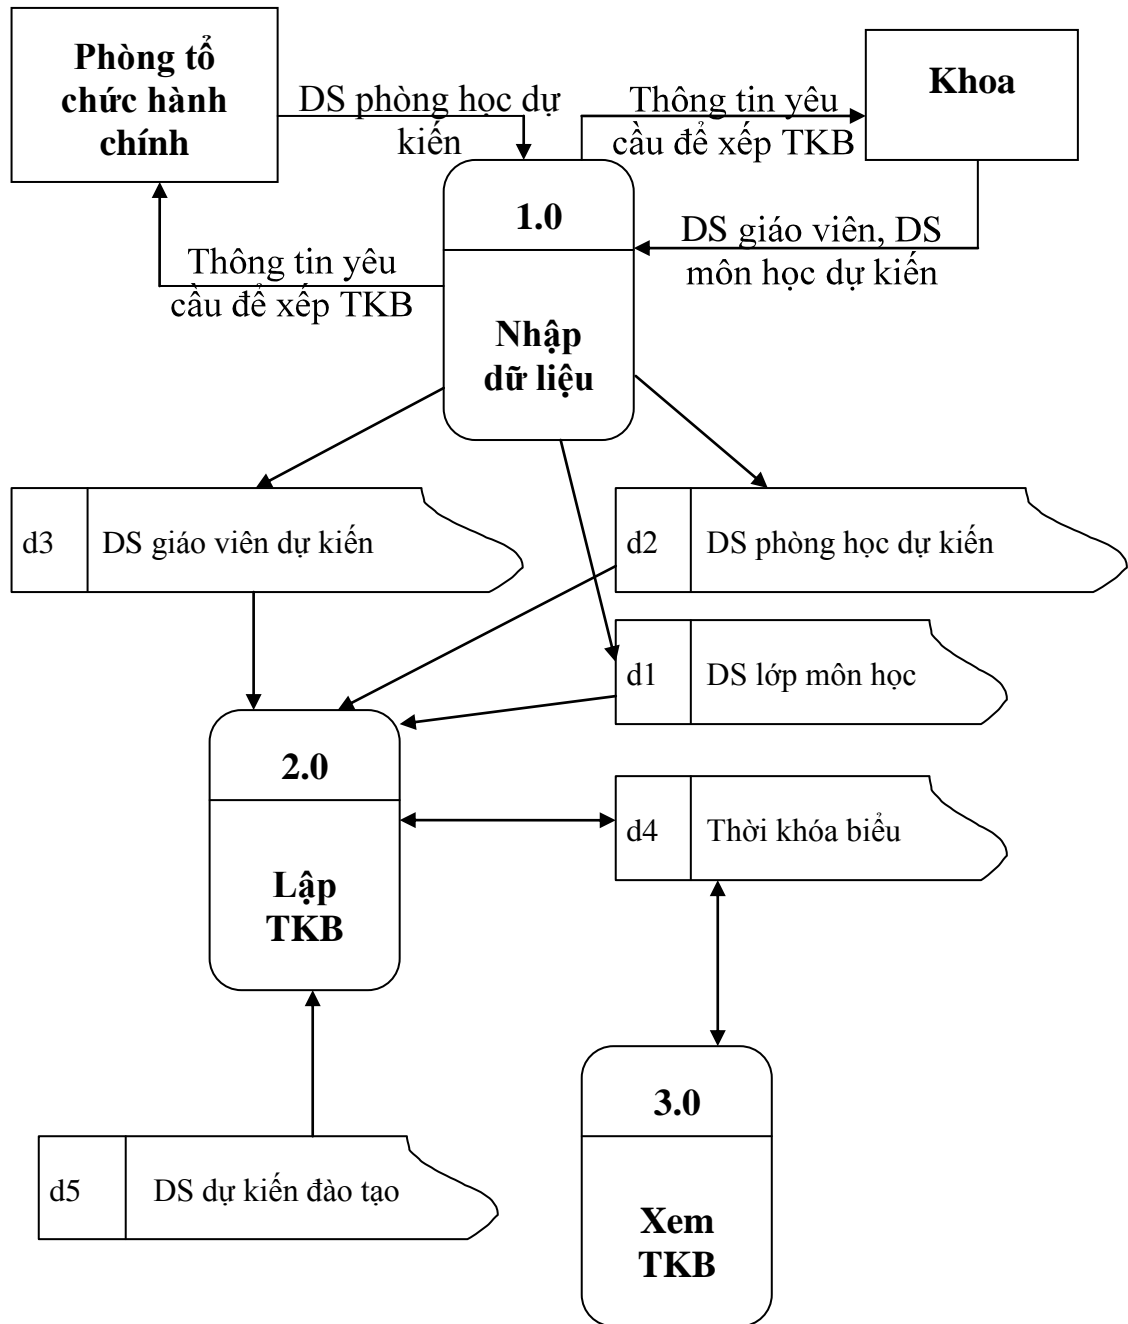 Phòng tổ
chức hành
chính
DS phòng học dự
kiến
Thông tin yêu
cầu để xếp TKB
Khoa
1.0
Nhập
dữ liệu
DS giáo viên, DS
môn học dự kiến
Thông tin yêu
cầu để xếp TKB
d3
DS giáo viên dự kiến
d2
DS phòng học dự kiến
d1
DS lớp môn học
2.0
Lập
TKB
d4
Thời khóa biểu
3.0
Xem
TKB
d5
DS dự kiến đào tạo